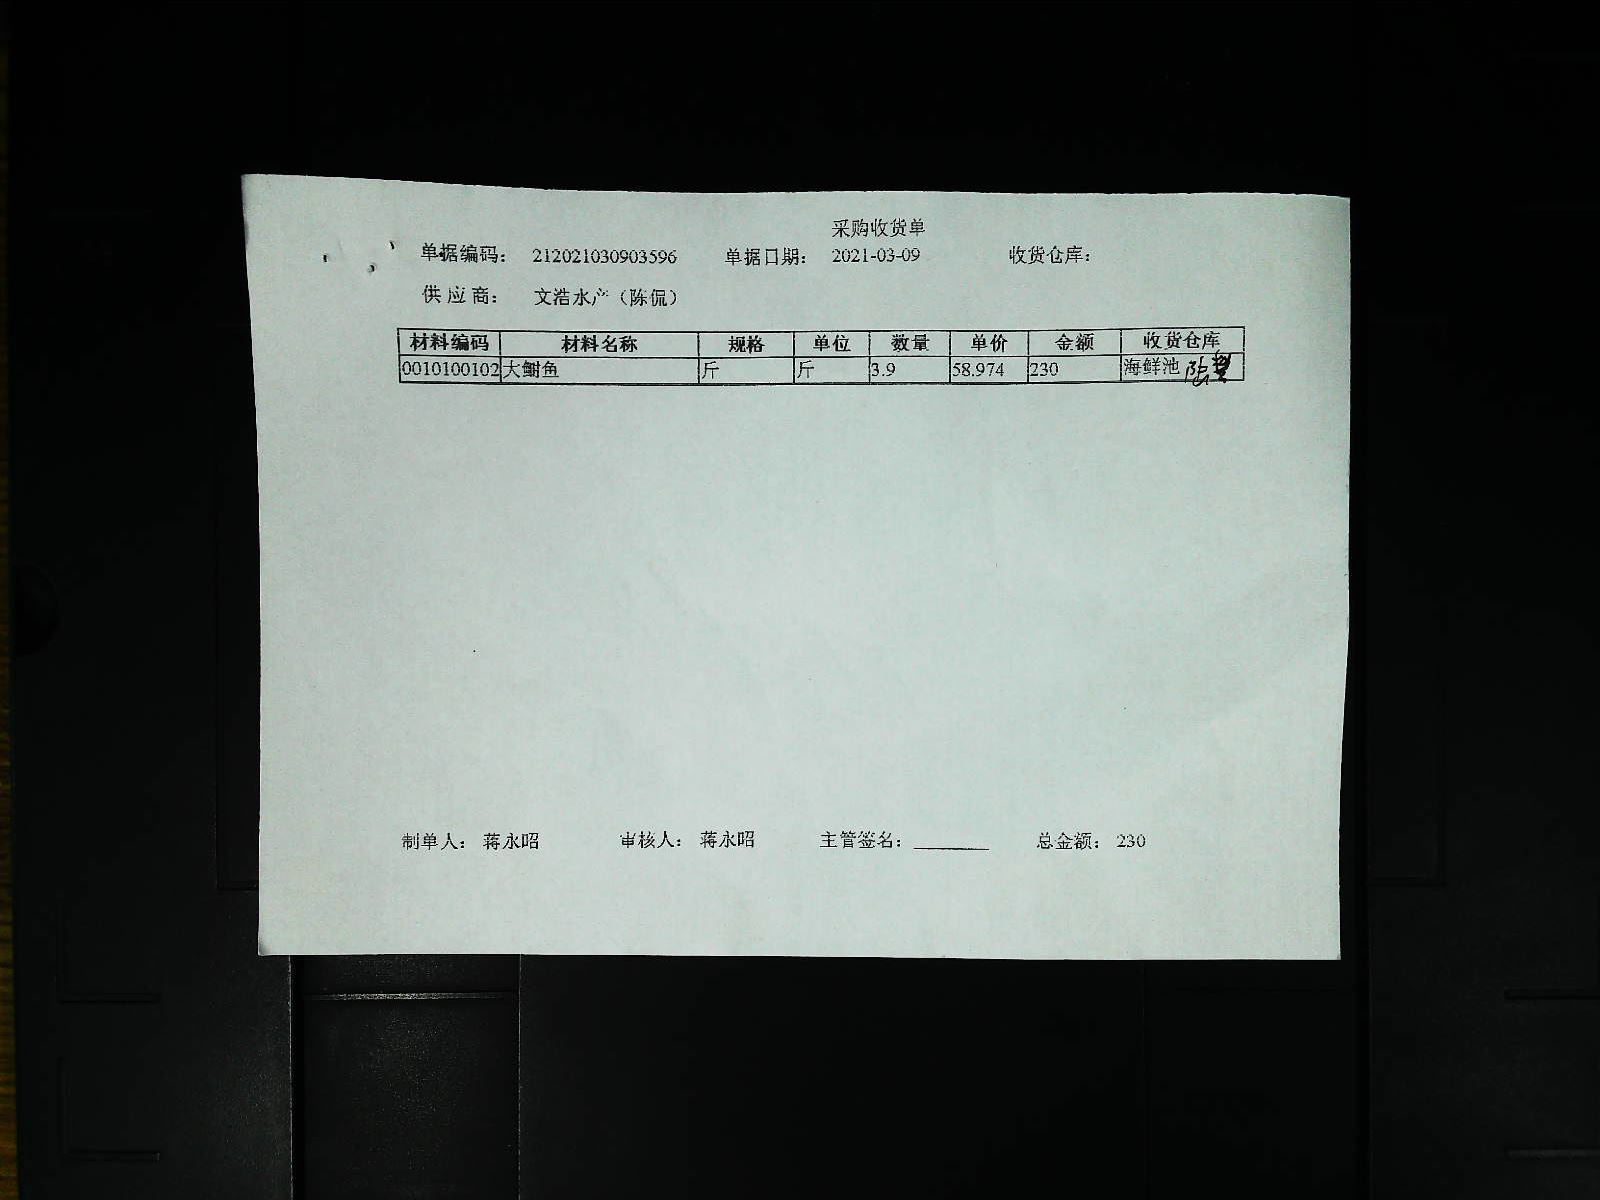 采购收货单
单据编码： 212021030903596 单据日期： 2021-03-09 收货仓库：
供 应 商： 文浩水产（陈侃）
材料编码 材料名称 规格 单位 数量 单价 金额 收货仓库
0010100102 大鲋鱼 斤 斤 3.9 58.974 230 海鲜池
制单人： 蒋永昭 审核人： 蒋永昭 主管签名： 总金额： 230